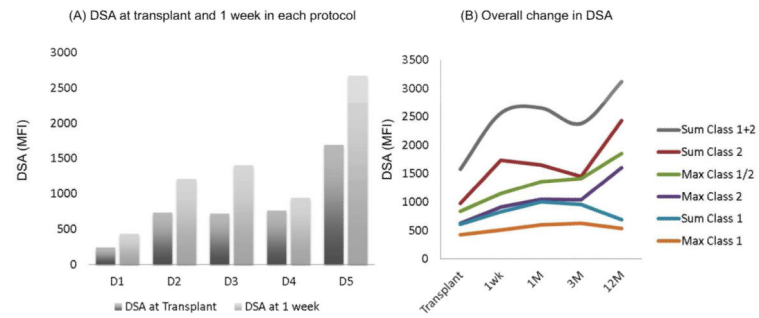 (A) DSA at transplant and 1 week in each protocol
DSA (MFI)
3000
2500
2000
1500
1000
500
0
D1 D2 D3 D4 D5
DSA at Transplant DSA at 1 week
(B) Overall change in DSA
DSA (MFI)
3500
3000
2500
2000
1500
1000
500
0
Transplant 1wk 1M 3M 12M
Sum Class 1+2
Sum Class 2
Max Class 1/2
Max Class 2
Sum Class 1
Max Class 1